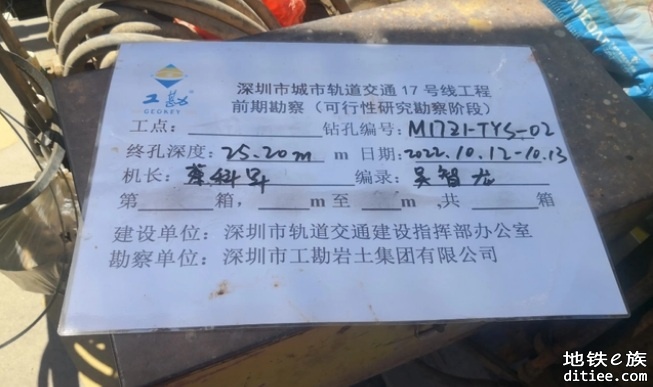 工勘®
GEOKEY
深圳市城市轨道交通17号线工程
前期勘察（可行性研究勘察阶段）
工点： 钻孔编号：M1721-TYS-02
终孔深度：25.20m m 日期：2022.10.12-10.13
机长： 编录：吴智龙
第 箱， m至 m，共 箱
建设单位：深圳市轨道交通建设指挥部办公室
勘察单位：深圳市工勘岩土集团有限公司
地铁e族
ditiee.com